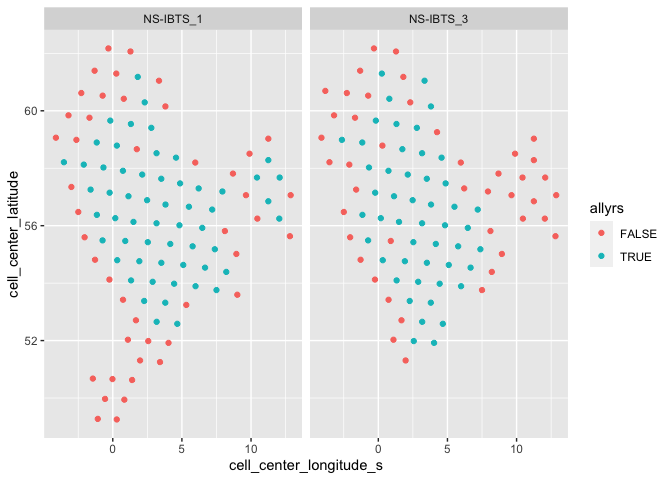 NS-IBTS_1
NS-IBTS_3
60
56
52
cell_center_latitude
0
5
10
0
5
10
cell_center_longitude_s
allyrs
FALSE
TRUE